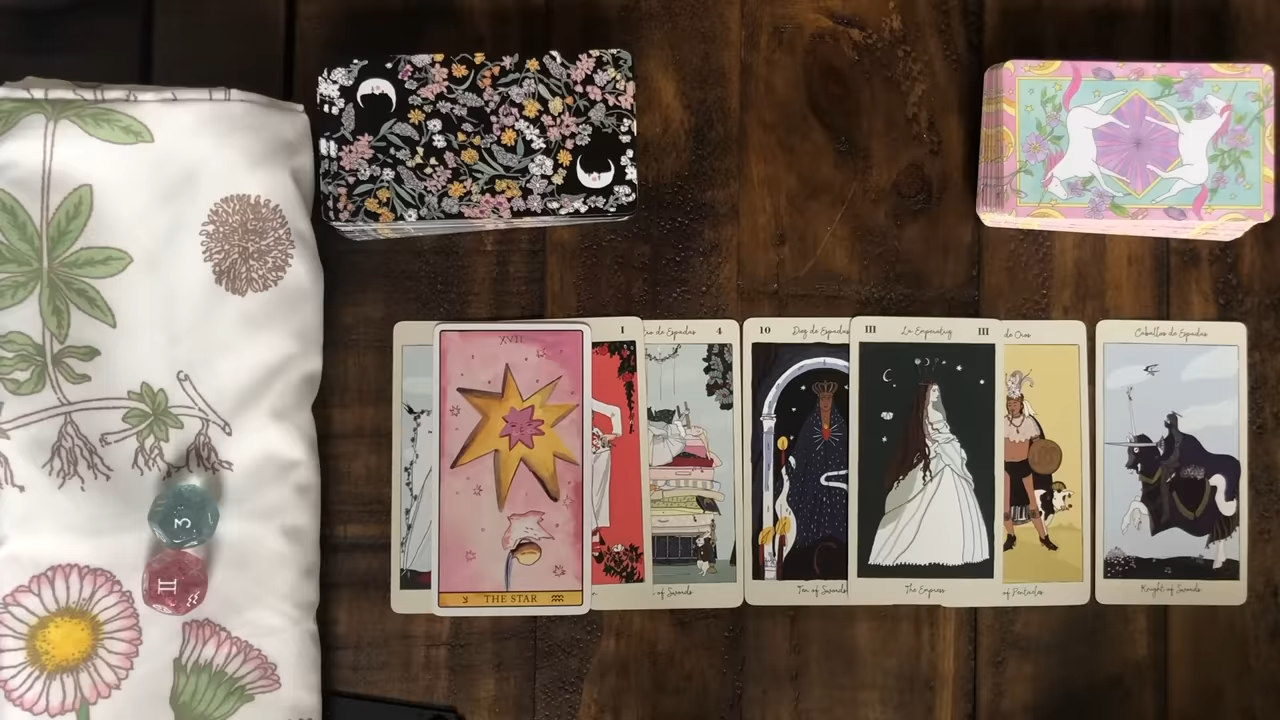 XVII
THE STAR
I
de Espadas 4
of Swords
10 Diez de Espadas
Ten of Swords
III La Emperatriz III
The Empress
de Oros
of Pentacles
Caballos de Espadas
Knight of Swords
3